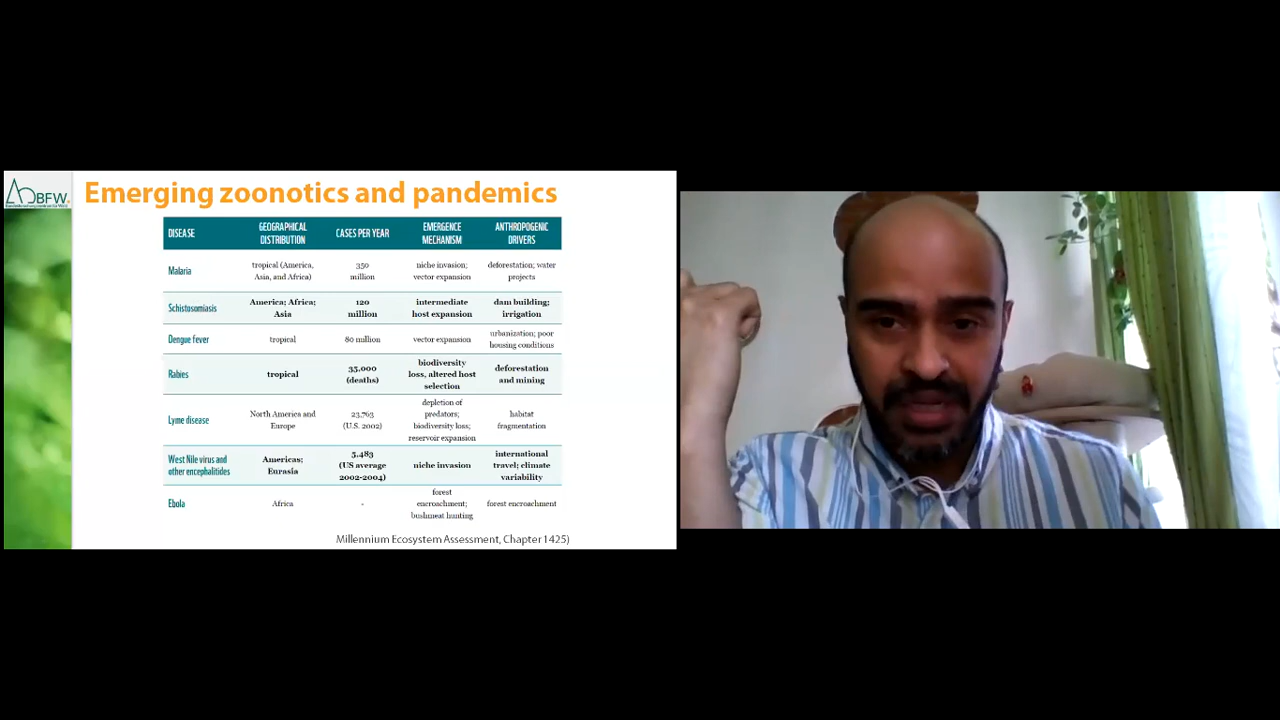 BFW
Emerging zoonotics and pandemics
DISEASE
GEOGRAPHICAL
DISTRIBUTION
CASES PER YEAR
EMERGENCE
MECHANISM
ANTHROPOGENIC
DRIVERS
Malaria
tropical (America,
Asia, and Africa)
350
million
niche invasion;
vector expansion
deforestation; water
projects
Schistosomiasis
America; Africa;
Asia
120
million
intermediate
host expansion
dam building;
irrigation
Dengue fever
tropical
80 million
vector expansion
urbanization; poor
housing conditions
Rabies
tropical
35,000
(deaths)
biodiversity
loss, altered host
selection
deforestation
and mining
Lyme disease
North America and
Europe
23,763
(U.S. 2002)
depletion of
predators;
biodiversity loss;
reservoir expansion
habitat
fragmentation
West Nile virus and
other encephalitides
Americas;
Eurasia
5,483
(US average
2002-2004)
niche invasion
international
travel; climate
variability
Ebola
Africa
-
forest
encroachment;
bushmeat hunting
forest encroachment
Millennium Ecosystem Assessment, Chapter 1425)